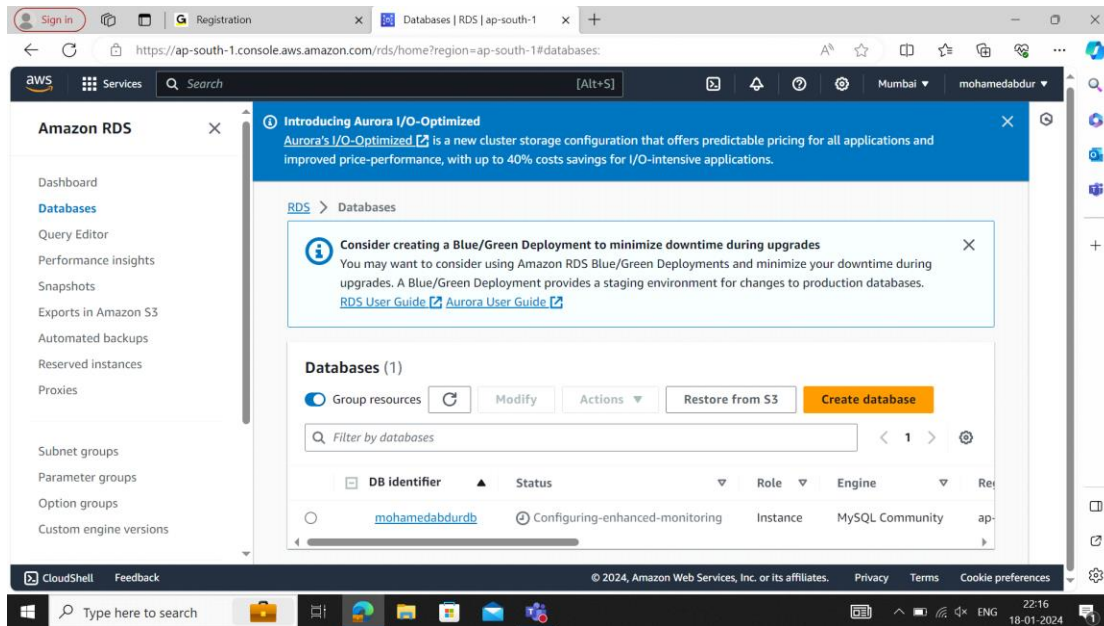 Sign in
Registration
Databases | RDS | ap-south-1
https://ap-south-1.console.aws.amazon.com/rds/home?region=ap-south-1#databases:
aws
Services
Search
[Alt+S]
Mumbai
mohamedabdur
Amazon RDS
Dashboard
Databases
Query Editor
Performance insights
Snapshots
Exports in Amazon S3
Automated backups
Reserved instances
Proxies
Subnet groups
Parameter groups
Option groups
Custom engine versions
Introducing Aurora I/O-Optimized
Aurora's I/O-Optimized is a new cluster storage configuration that offers predictable pricing for all applications and
improved price-performance, with up to 40% costs savings for I/O-intensive applications.
RDS > Databases
Consider creating a Blue/Green Deployment to minimize downtime during upgrades
You may want to consider using Amazon RDS Blue/Green Deployments and minimize your downtime during
upgrades. A Blue/Green Deployment provides a staging environment for changes to production databases.
RDS User Guide Aurora User Guide
Databases (1)
Group resources
Modify
Actions
Restore from S3
Create database
Filter by databases
1
DB identifier Status Role Engine
mohamedabdurdb Configuring-enhanced-monitoring Instance MySQL Community ap-
CloudShell Feedback © 2024, Amazon Web Services, Inc. or its affiliates. Privacy Terms Cookie preferences
Type here to search
ENG
22:16
18-01-2024